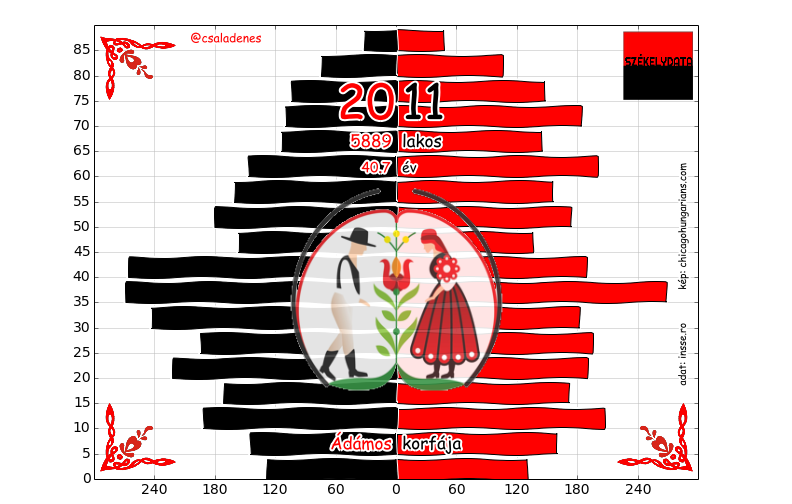 @csaladenes
SZÉKELYDATA
2011
5889 lakos
40.7 év
kép: chicagohungarians.com
adat: insse.ro
Ádámos korfája
85
80
75
70
65
60
55
50
45
40
35
30
25
20
15
10
5
0
240 180 120 60 0 60 120 180 240